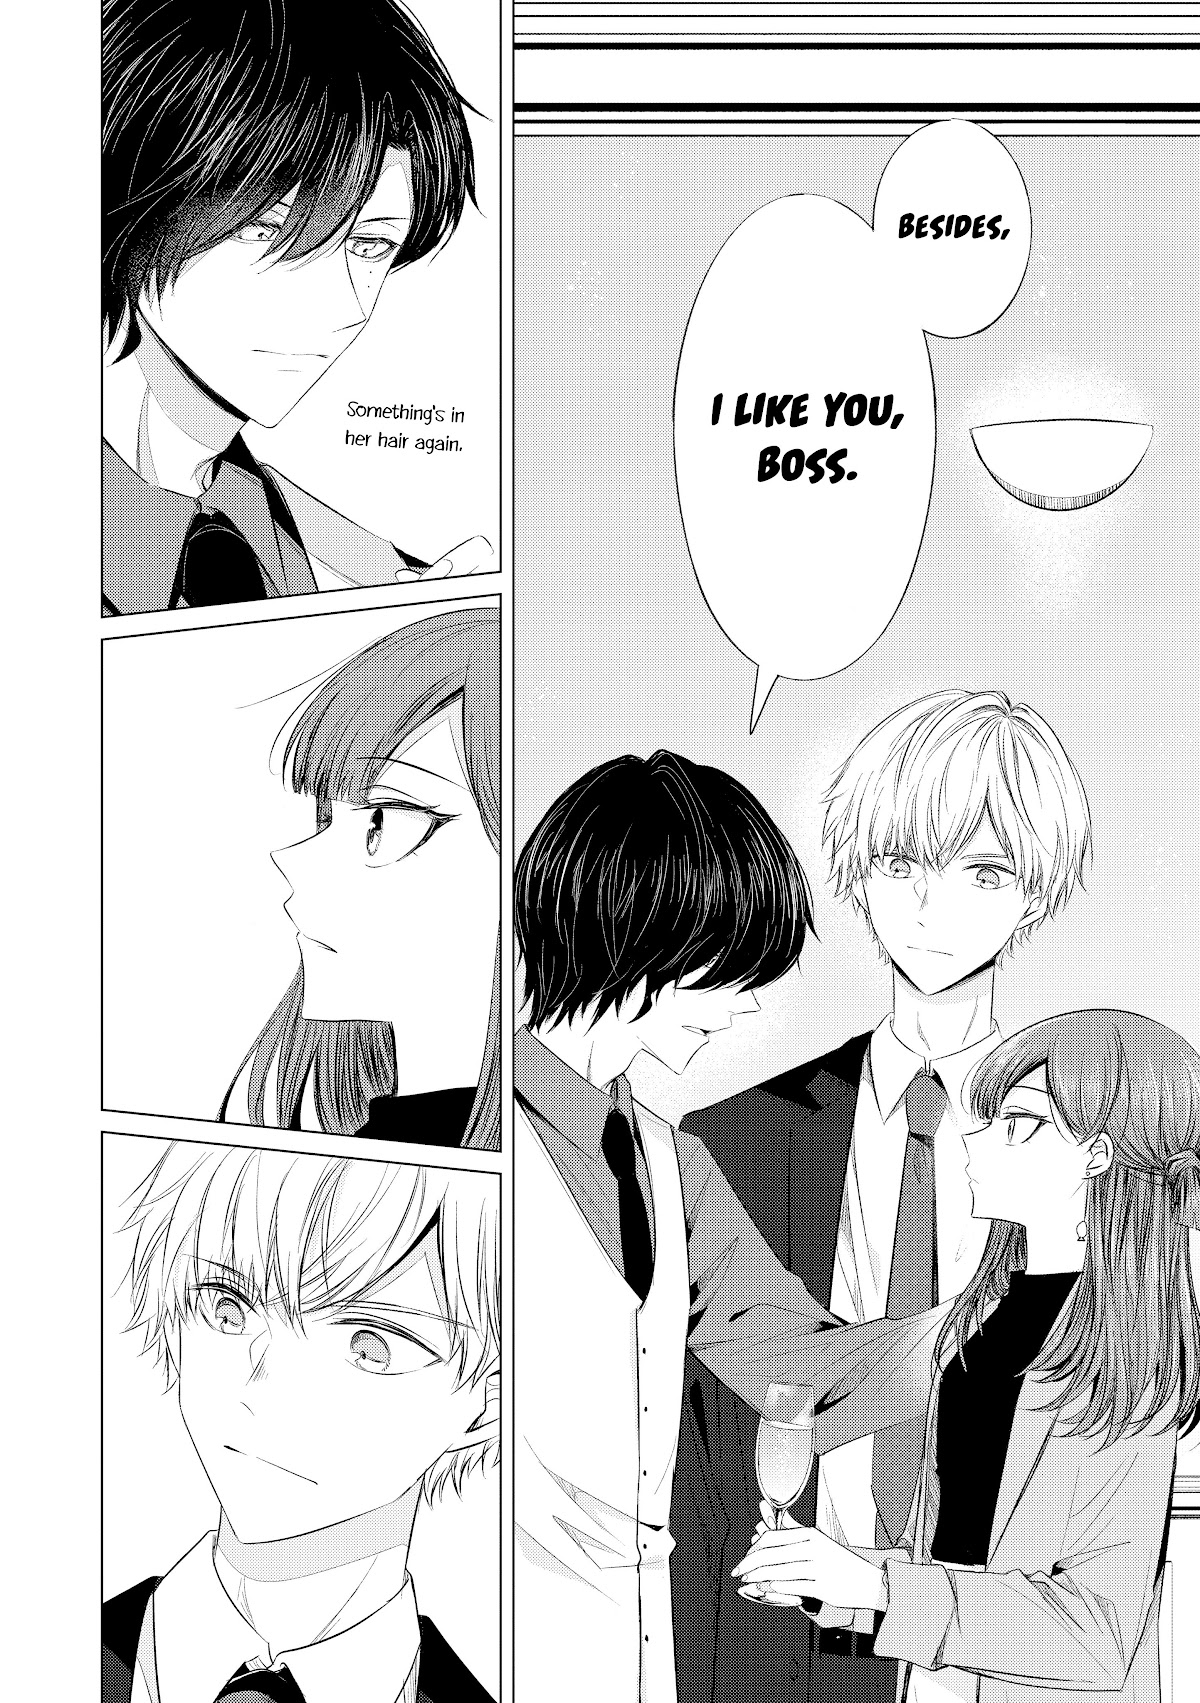 BESIDES,
I LIKE YOU,
BOSS.
Something's in
her hair again.